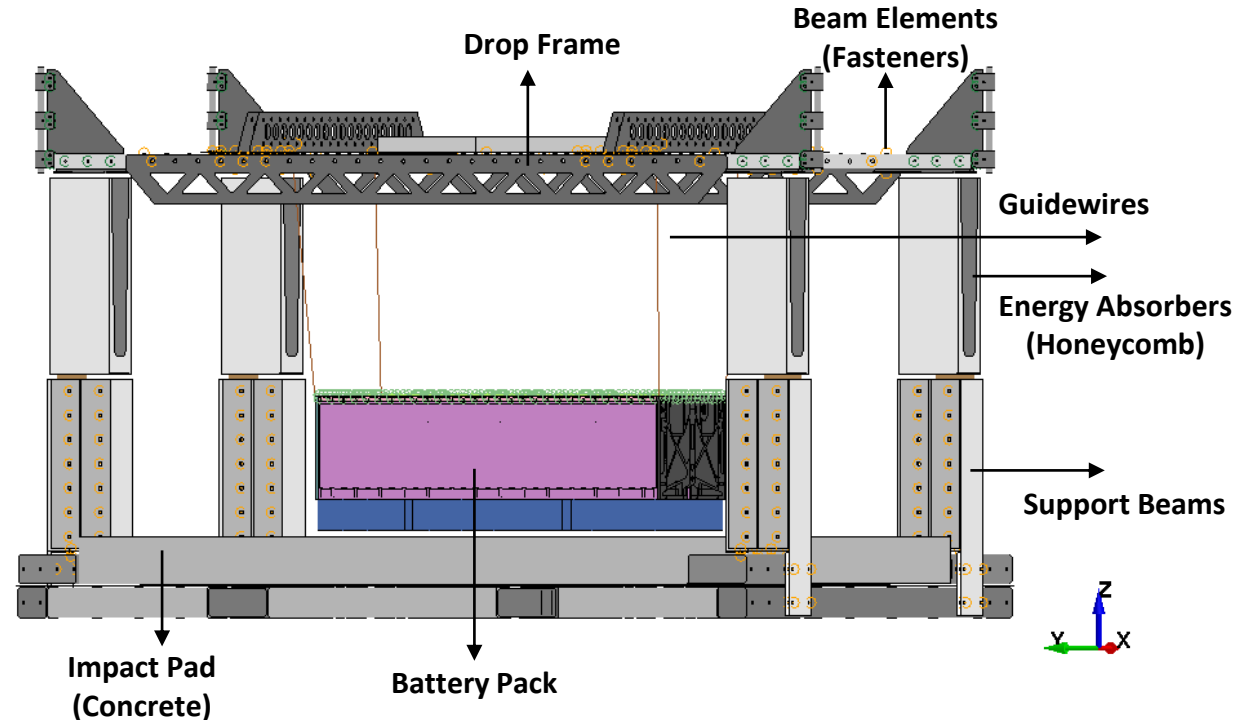 Beam Elements
(Fasteners)
Drop Frame
Guidewires
Energy Absorbers
(Honeycomb)
Support Beams
Z
Y
X
Impact Pad
(Concrete)
Battery Pack